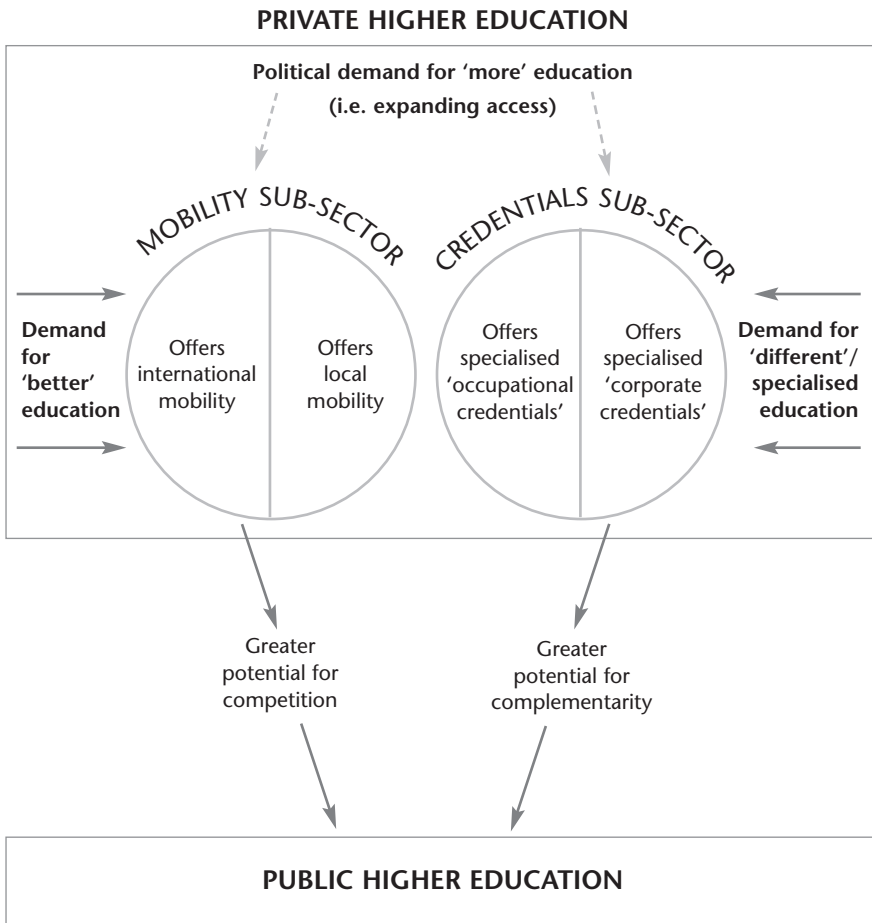 PRIVATE HIGHER EDUCATION
Political demand for ‘more’ education
(i.e. expanding access)
MOBILITY SUB-SECTOR
CREDENTIALS SUB-SECTOR
Demand
for
‘better’
education
Offers
international
mobility
Offers
local
mobility
Offers
specialised
‘occupational
credentials’
Offers
specialised
‘corporate
credentials’
Demand for
‘different’/
specialised
education
Greater
potential for
competition
Greater
potential for
complementarity
PUBLIC HIGHER EDUCATION